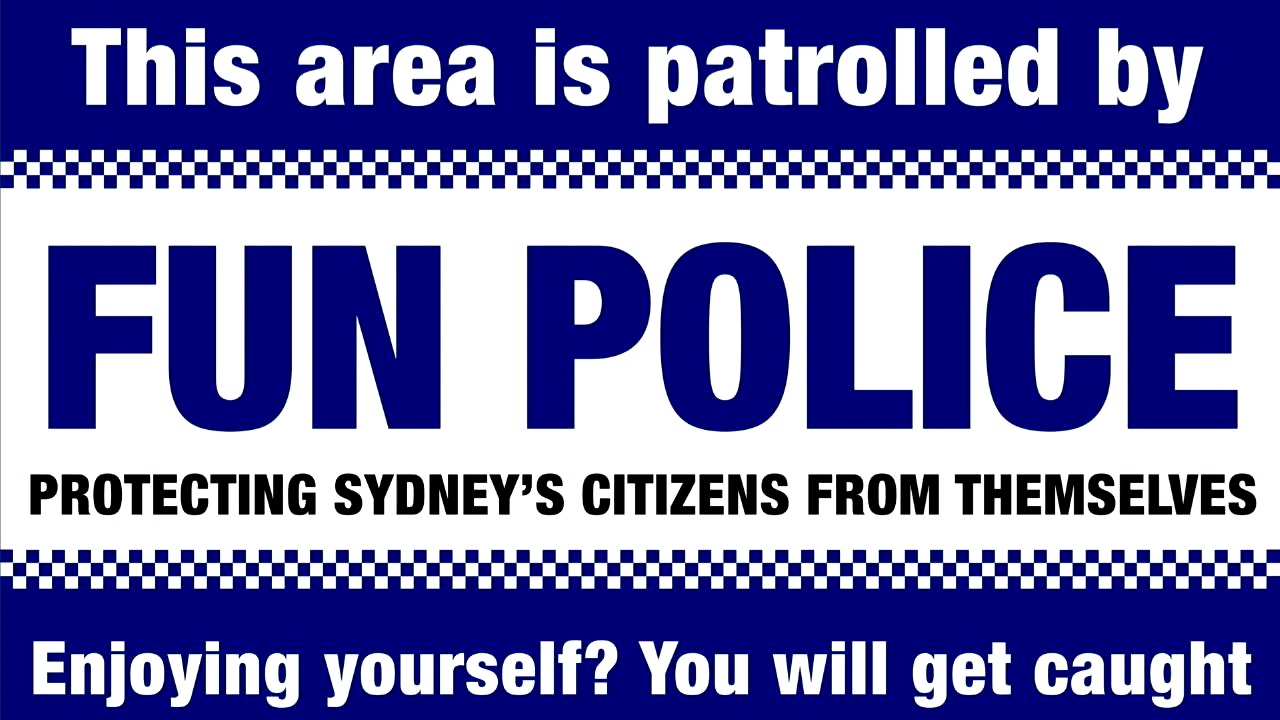 This area is patrolled by
FUN POLICE
PROTECTING SYDNEY’S CITIZENS FROM THEMSELVES
Enjoying yourself? You will get caught